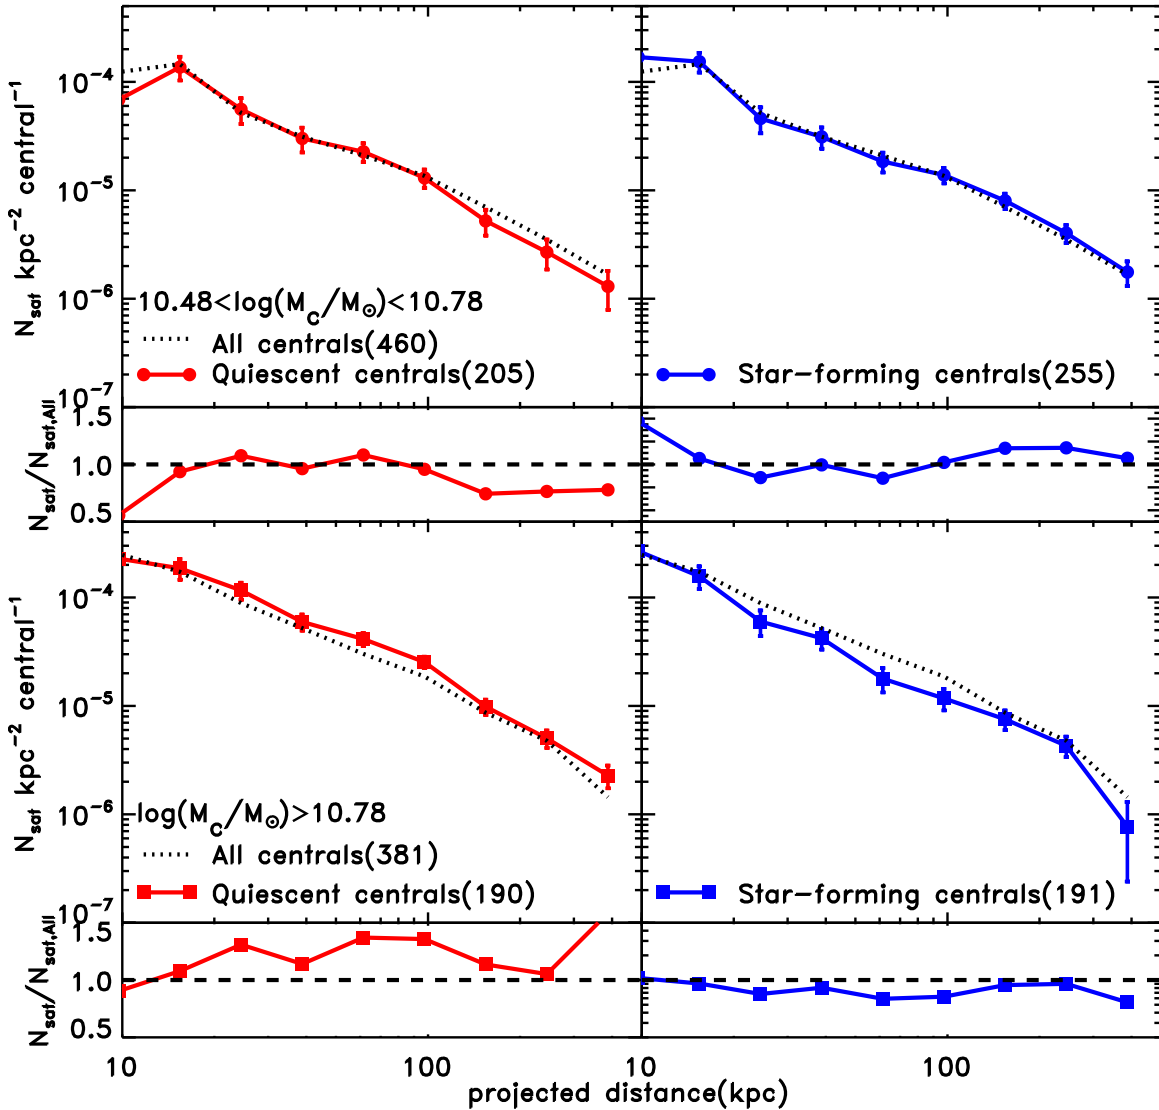 10⁻⁴
10⁻⁵
10⁻⁶
10⁻⁷
N_sat kpc⁻² central⁻¹
10.48<log(M_C/M_⊙)<10.78
All centrals(460)
Quiescent centrals(205)
Star-forming centrals(255)
1.5
1.0
0.5
N_sat/N_sat,All
10⁻⁴
10⁻⁵
10⁻⁶
10⁻⁷
N_sat kpc⁻² central⁻¹
log(M_C/M_⊙)>10.78
All centrals(381)
Quiescent centrals(190)
Star-forming centrals(191)
1.5
1.0
0.5
N_sat/N_sat,All
10 100 10 100
projected distance(kpc)